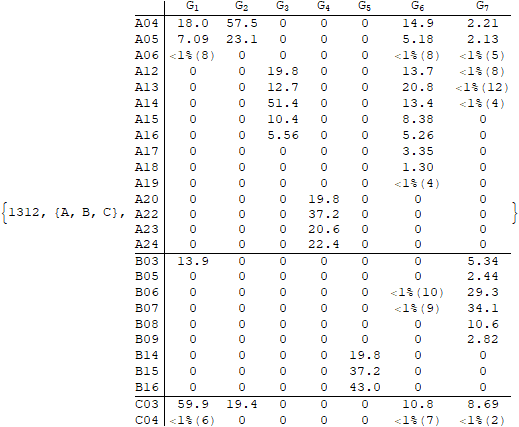 G1 G2 G3 G4 G5 G6 G7
A04 18.0 57.5 0 0 0 14.9 2.21
A05 7.09 23.1 0 0 0 5.18 2.13
A06 <1%(8) 0 0 0 0 <1%(8) <1%(5)
A12 0 0 19.8 0 0 13.7 <1%(8)
A13 0 0 12.7 0 0 20.8 <1%(12)
A14 0 0 51.4 0 0 13.4 <1%(4)
A15 0 0 10.4 0 0 8.38 0
A16 0 0 5.56 0 0 5.26 0
A17 0 0 0 0 0 3.35 0
A18 0 0 0 0 0 1.30 0
A19 0 0 0 0 0 <1%(4) 0
A20 0 0 0 19.8 0 0 0
{1312, {A, B, C}, A22 0 0 0 37.2 0 0 0 }
A23 0 0 0 20.6 0 0 0
A24 0 0 0 22.4 0 0 0
B03 13.9 0 0 0 0 0 5.34
B05 0 0 0 0 0 0 2.44
B06 0 0 0 0 0 <1%(10) 29.3
B07 0 0 0 0 0 <1%(9) 34.1
B08 0 0 0 0 0 0 10.6
B09 0 0 0 0 0 0 2.82
B14 0 0 0 0 19.8 0 0
B15 0 0 0 0 37.2 0 0
B16 0 0 0 0 43.0 0 0
C03 59.9 19.4 0 0 0 10.8 8.69
C04 <1%(6) 0 0 0 0 <1%(7) <1%(2)